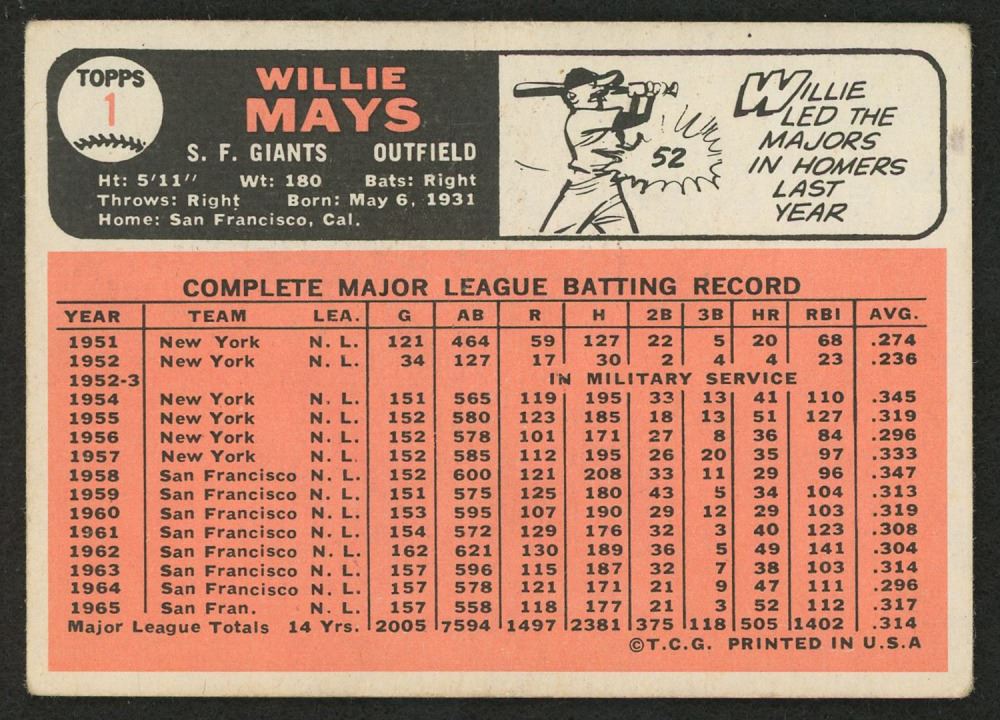 TOPPS
1
WILLIE
MAYS
S. F. GIANTS OUTFIELD
Ht: 5'11" Wt: 180 Bats: Right
Throws: Right Born: May 6, 1931
Home: San Francisco, Cal.
52
WILLIE
LED THE
MAJORS
IN HOMERS
LAST
YEAR
COMPLETE MAJOR LEAGUE BATTING RECORD
YEAR TEAM LEA. G AB R H 2B 3B HR RBI AVG.
1951 New York N. L. 121 464 59 127 22 5 20 68 .274
1952 New York N. L. 34 127 17 30 2 4 4 23 .236
1952-3 IN MILITARY SERVICE
1954 New York N. L. 151 565 119 195 33 13 41 110 .345
1955 New York N. L. 152 580 123 185 18 13 51 127 .319
1956 New York N. L. 152 578 101 171 27 8 36 84 .296
1957 New York N. L. 152 585 112 195 26 20 35 97 .333
1958 San Francisco N. L. 152 600 121 208 33 11 29 96 .347
1959 San Francisco N. L. 151 575 125 180 43 5 34 104 .313
1960 San Francisco N. L. 153 595 107 190 29 12 29 103 .319
1961 San Francisco N. L. 154 572 129 176 32 3 40 123 .308
1962 San Francisco N. L. 162 621 130 189 36 5 49 141 .304
1963 San Francisco N. L. 157 596 115 187 32 7 38 103 .314
1964 San Francisco N. L. 157 578 121 171 21 9 47 111 .296
1965 San Fran. N. L. 157 558 118 177 21 3 52 112 .317
Major League Totals 14 Yrs. 2005 7594 1497 2381 375 118 505 1402 .314
©T.C.G. PRINTED IN U.S.A